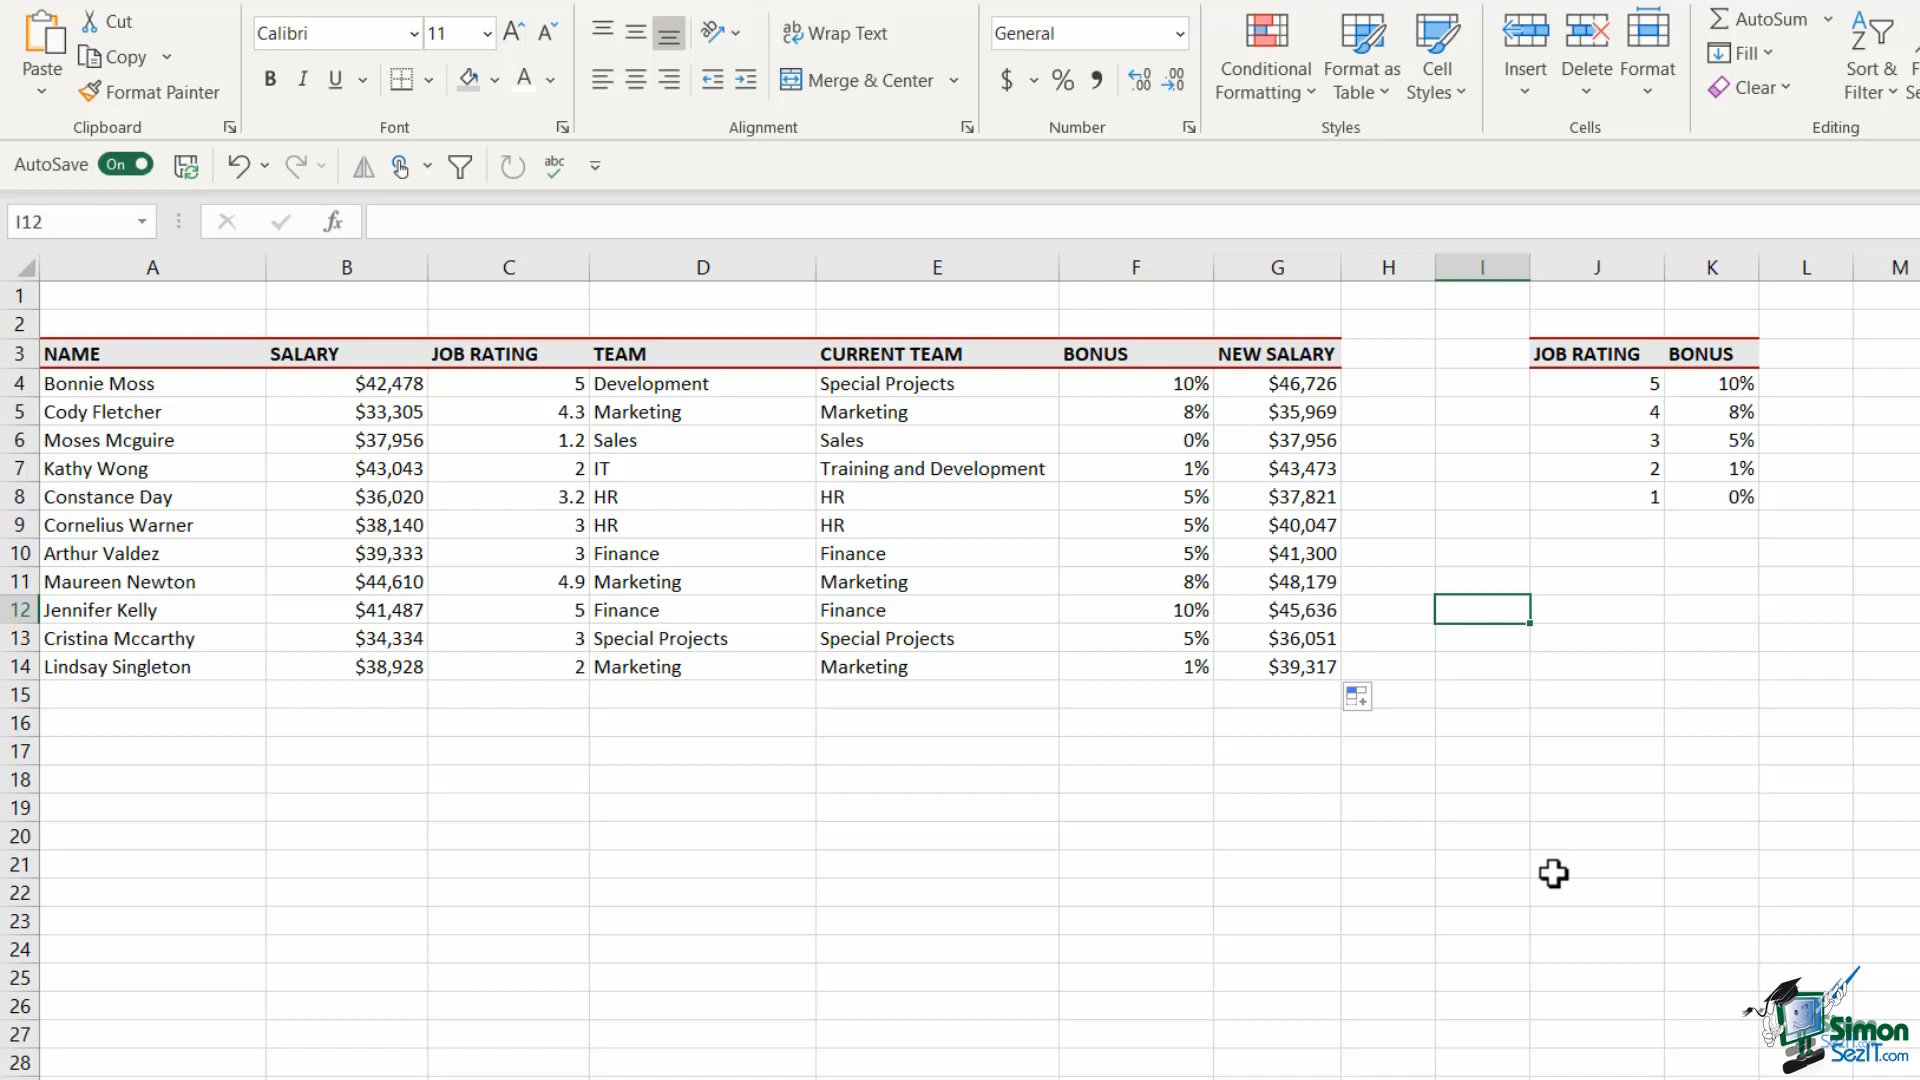 Paste
Cut
Copy
Format Painter
Clipboard
Calibri 11
B I U A
Font
ab Wrap Text
Merge & Center
Alignment
General
$ % 9
Number
Conditional Formatting
Format as Table
Cell Styles
Styles
Insert Delete Format
Cells
AutoSum
Fill
Clear
Sort & Filter
Editing
AutoSave On abc
I12 fx
A B C D E F G H I J K L M
1
2
3 NAME SALARY JOB RATING TEAM CURRENT TEAM BONUS NEW SALARY JOB RATING BONUS
4 Bonnie Moss $42,478 5 Development Special Projects 10% $46,726 5 10%
5 Cody Fletcher $33,305 4.3 Marketing Marketing 8% $35,969 4 8%
6 Moses Mcguire $37,956 1.2 Sales Sales 0% $37,956 3 5%
7 Kathy Wong $43,043 2 IT Training and Development 1% $43,473 2 1%
8 Constance Day $36,020 3.2 HR HR 5% $37,821 1 0%
9 Cornelius Warner $38,140 3 HR HR 5% $40,047
10 Arthur Valdez $39,333 3 Finance Finance 5% $41,300
11 Maureen Newton $44,610 4.9 Marketing Marketing 8% $48,179
12 Jennifer Kelly $41,487 5 Finance Finance 10% $45,636
13 Cristina Mccarthy $34,334 3 Special Projects Special Projects 5% $36,051
14 Lindsay Singleton $38,928 2 Marketing Marketing 1% $39,317
15
16
17
18
19
20
21
22
23
24
25
26
27
28
Simon
SezIT.com